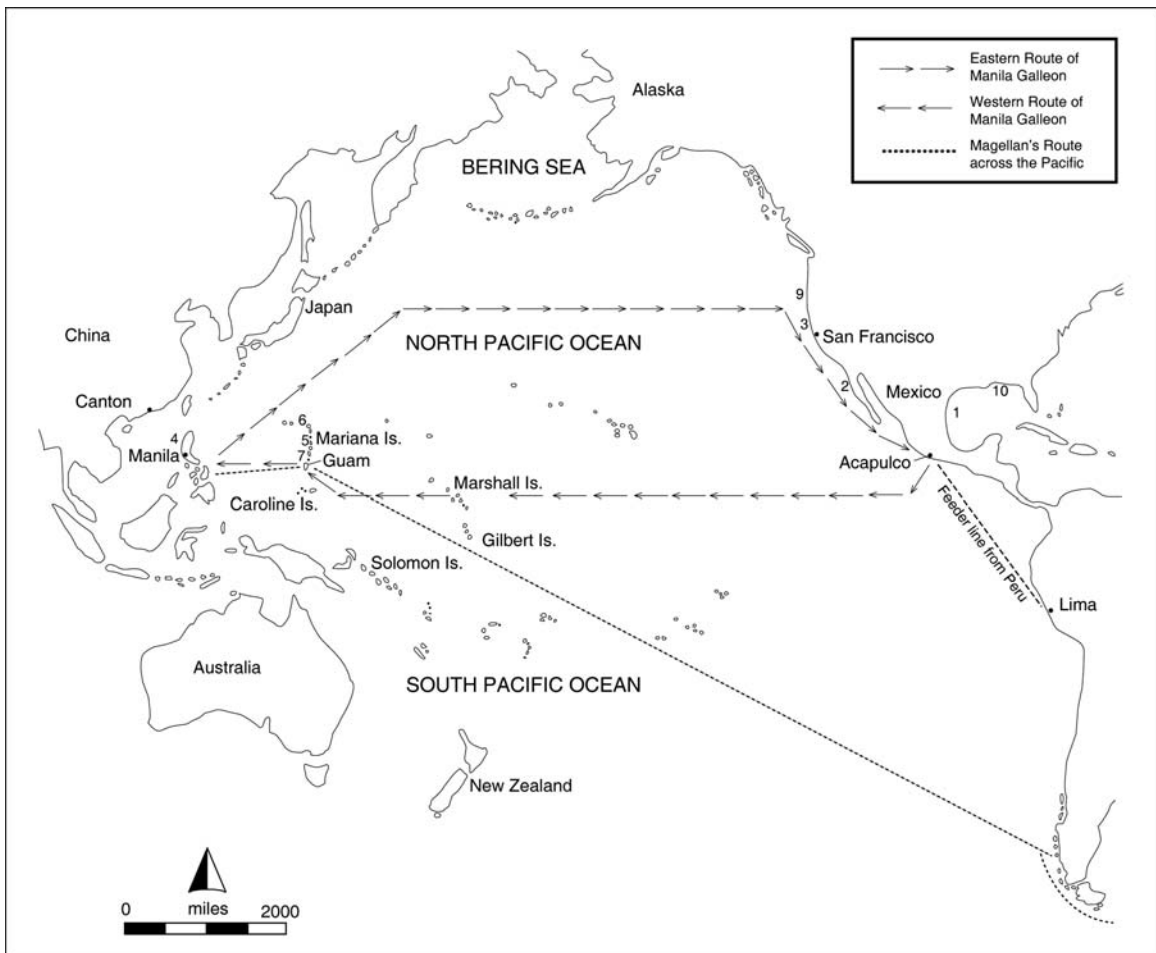 Eastern Route of
Manila Galleon
Western Route of
Manila Galleon
Magellan's Route
across the Pacific
Alaska
BERING SEA
Japan
China
9
3
San Francisco
NORTH PACIFIC OCEAN
Canton
2
Mexico
10
1
6
4
5
Mariana Is.
Manila
7
Guam
Acapulco
Marshall Is.
Caroline Is.
Gilbert Is.
Feeder line from Peru
Solomon Is.
Lima
Australia
SOUTH PACIFIC OCEAN
New Zealand
0 miles 2000